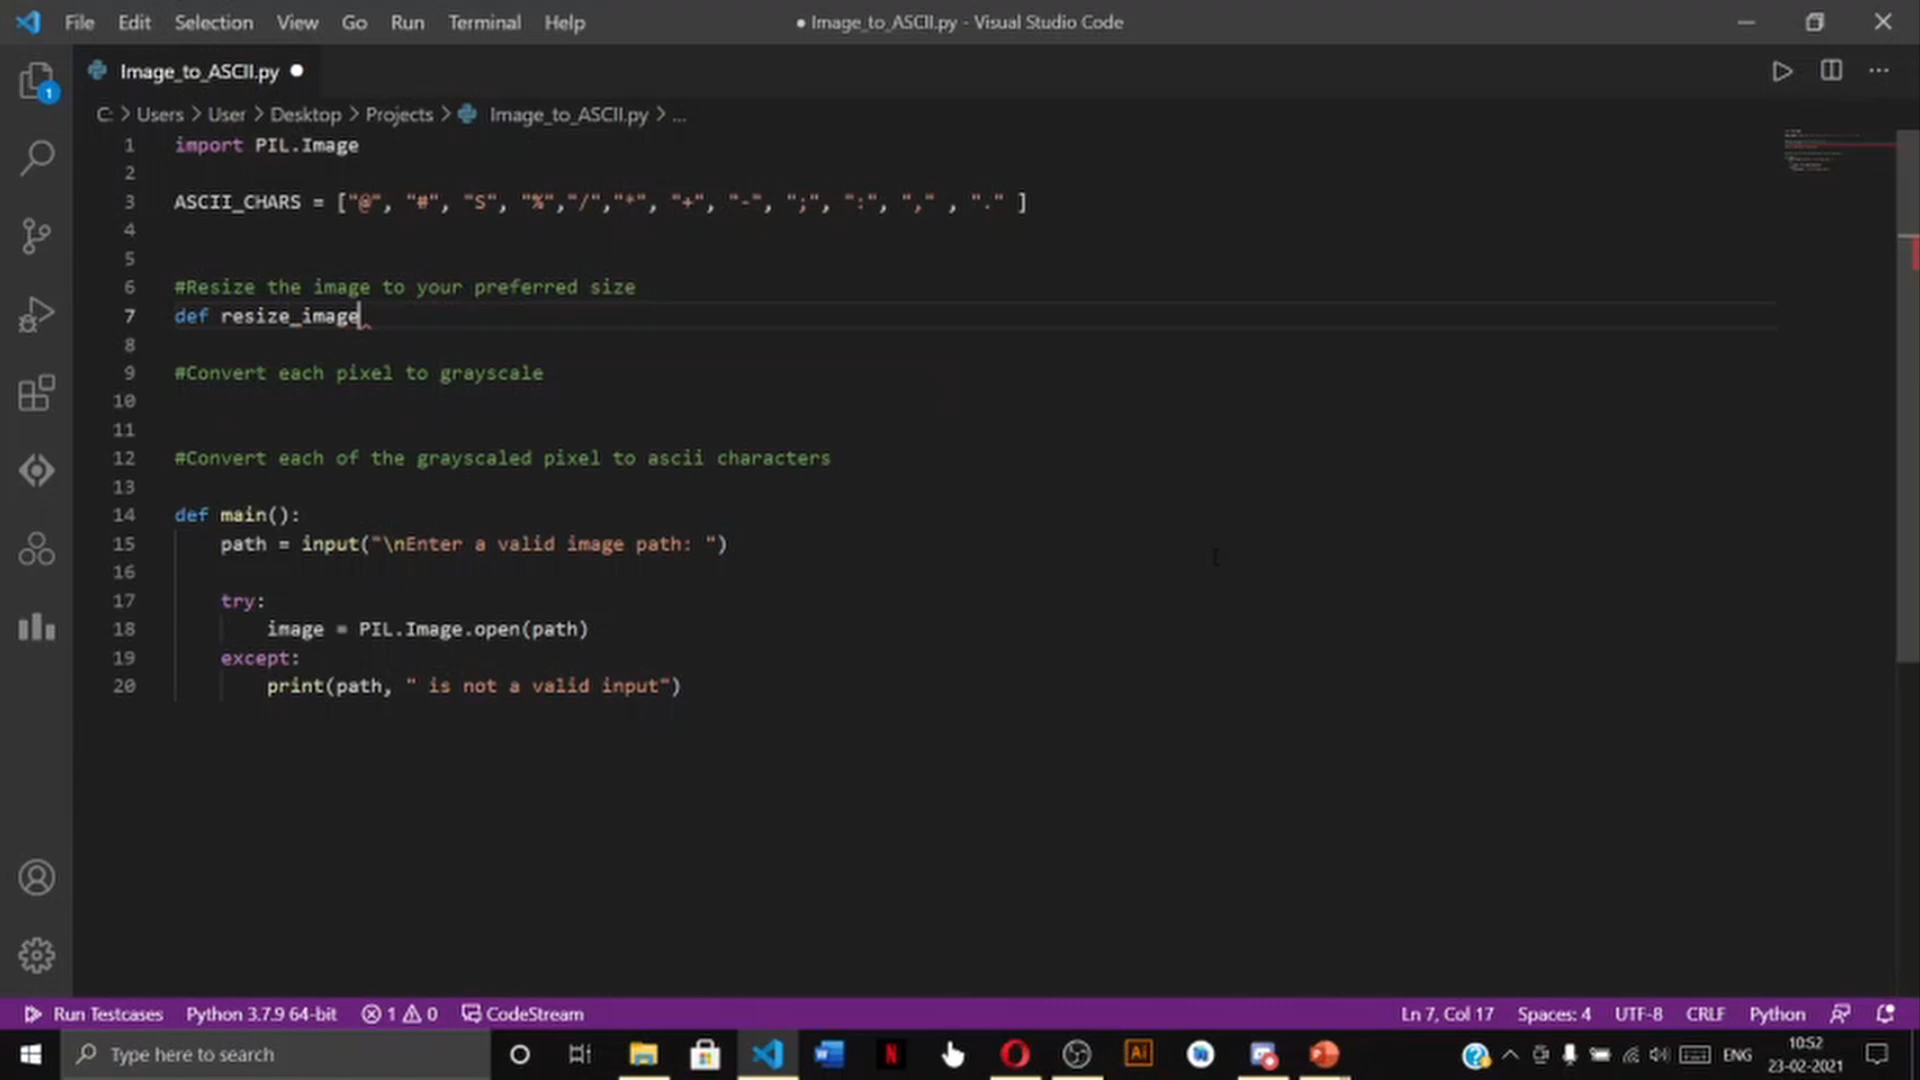 File Edit Selection View Go Run Terminal Help ● Image_to_ASCII.py - Visual Studio Code
Image_to_ASCII.py ●
C: > Users > User > Desktop > Projects > Image_to_ASCII.py > ...
1 import PIL.Image
2
3 ASCII_CHARS = ["@", "#", "S", "%","/","*", "+", "-", ";", ":", "," , "." ]
4
5
6 #Resize the image to your preferred size
7 def resize_image
8
9 #Convert each pixel to grayscale
10
11
12 #Convert each of the grayscaled pixel to ascii characters
13
14 def main():
15 path = input("\nEnter a valid image path: ")
16
17 try:
18 image = PIL.Image.open(path)
19 except:
20 print(path, " is not a valid input")
1
Run Testcases Python 3.7.9 64-bit 1 0 CodeStream Ln 7, Col 17 Spaces: 4 UTF-8 CRLF Python
Type here to search N Ai ENG 10:52
23-02-2021